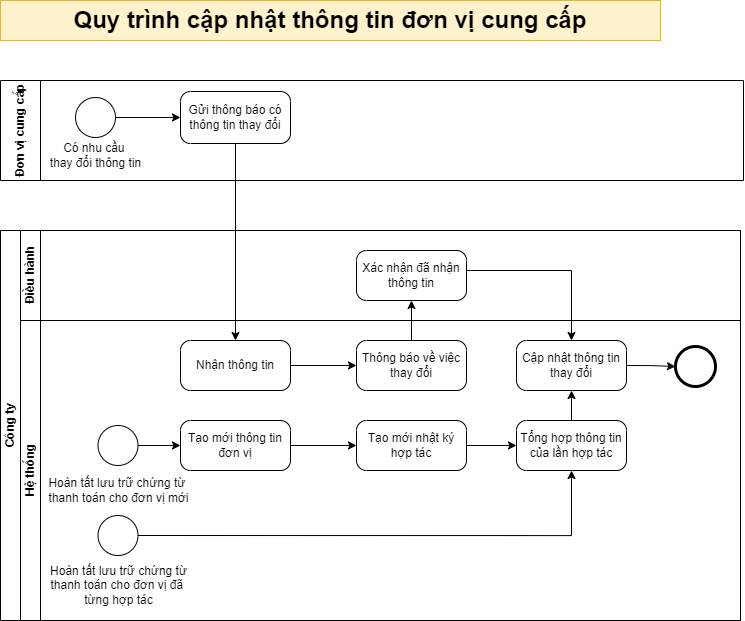 Quy trình cập nhật thông tin đơn vị cung cấp
Đơn vị cung cấp
Có nhu cầu
thay đổi thông tin
Gửi thông báo có
thông tin thay đổi
Công ty
Điều hành
Xác nhận đã nhận
thông tin
Hệ thống
Nhận thông tin
Thông báo về việc
thay đổi
Cập nhật thông tin
thay đổi
Hoàn tất lưu trữ chứng từ
thanh toán cho đơn vị mới
Tạo mới thông tin
đơn vị
Tạo mới nhật ký
hợp tác
Tổng hợp thông tin
của lần hợp tác
Hoàn tất lưu trữ chứng từ
thanh toán cho đơn vị đã
từng hợp tác